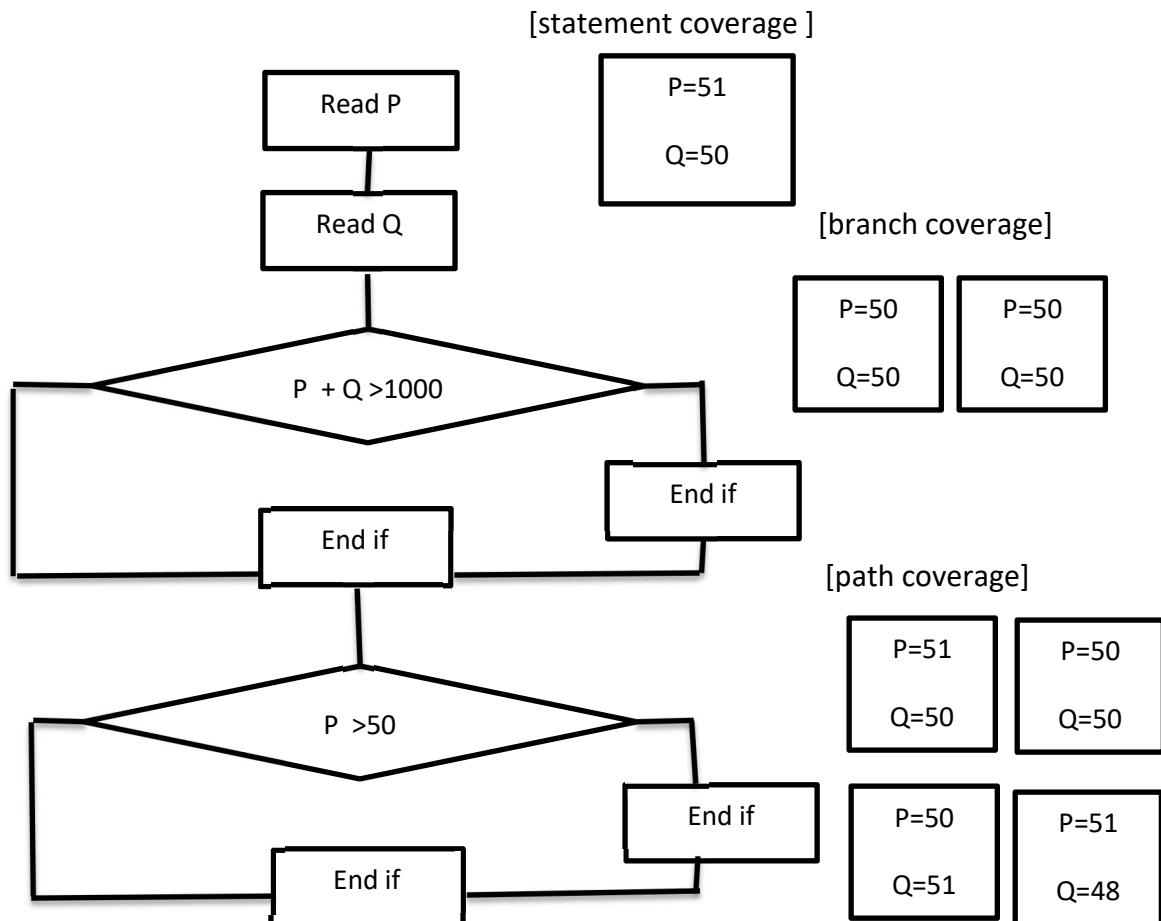 [statement coverage ]
Read P
P=51
Q=50
Read Q
[branch coverage]
P=50
P=50
Q=50
Q=50
P + Q >1000
End if
End if
[path coverage]
P=51
P=50
Q=50
Q=50
P >50
End if
P=50
P=51
End if
Q=51
Q=48